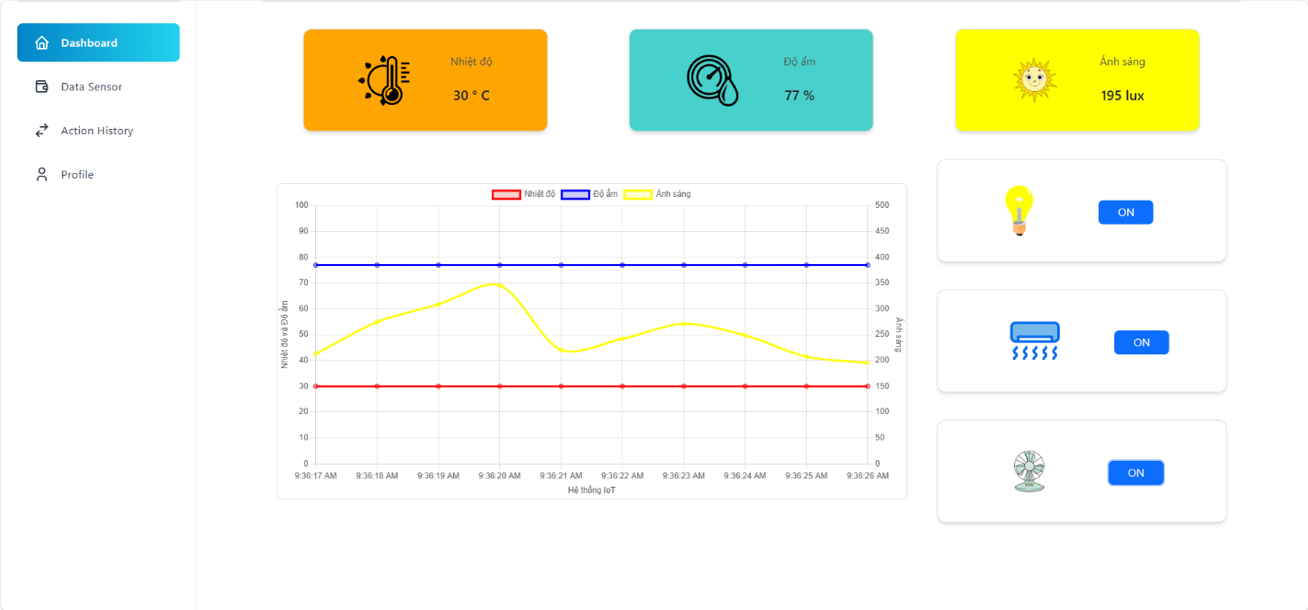 Dashboard
Data Sensor
Action History
Profile
Nhiệt độ
30 ° C
Độ ẩm
77 %
Ánh sáng
195 lux
Nhiệt độ Độ ẩm Ánh sáng
100
90
80
70
60
50
40
30
20
10
0
Nhiệt độ và Độ ẩm
500
450
400
350
300
250
200
150
100
50
0
Ánh sáng
9:36:17 AM 9:36:18 AM 9:36:19 AM 9:36:20 AM 9:36:21 AM 9:36:22 AM 9:36:23 AM 9:36:24 AM 9:36:25 AM 9:36:26 AM
Hệ thống IoT
ON
ON
ON